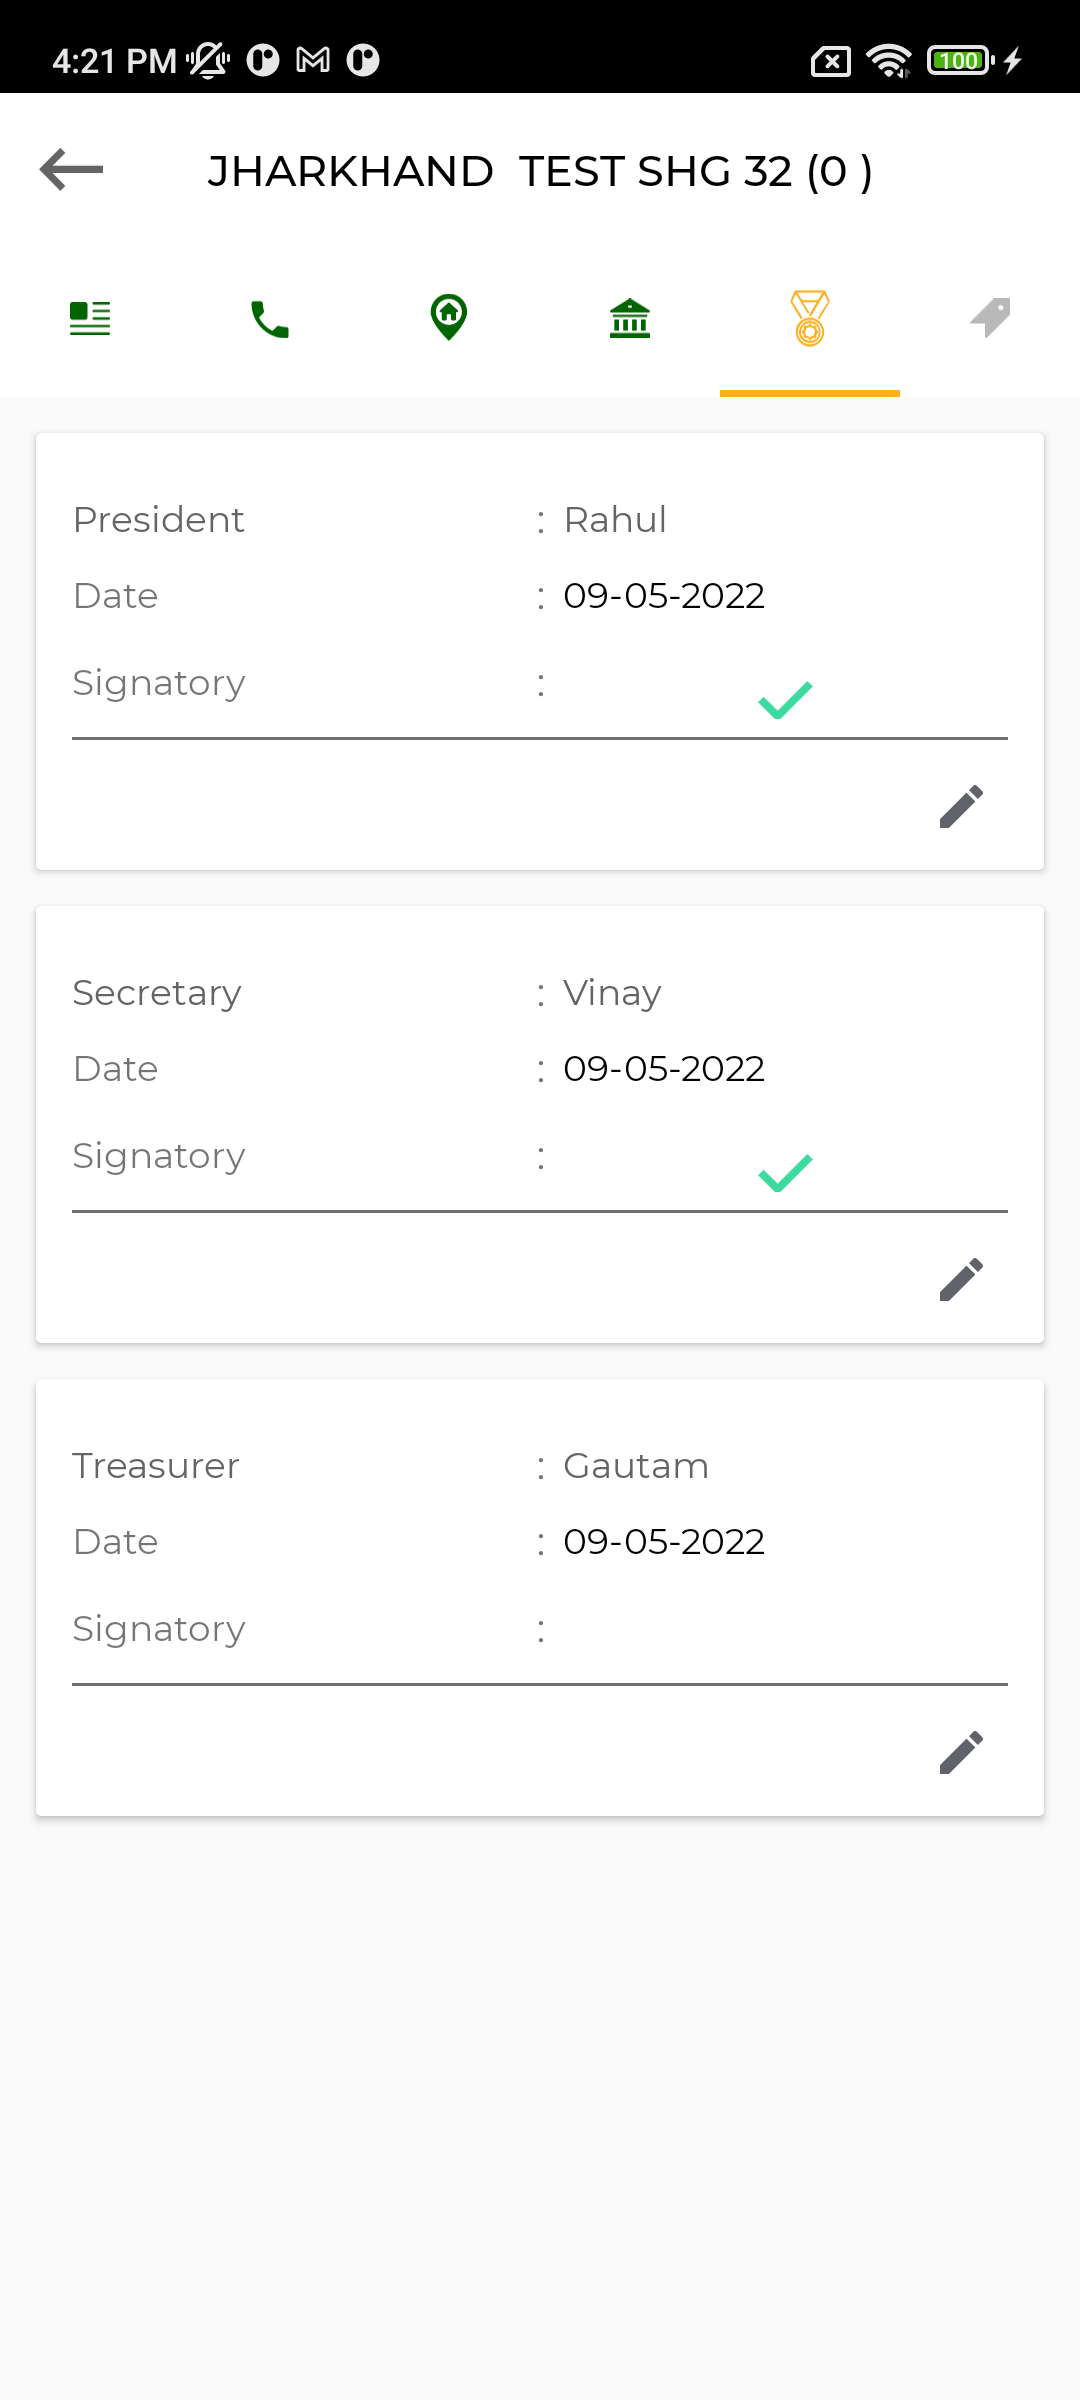 4:21 PM 100
JHARKHAND  TEST SHG 32 (0 )
President : Rahul
Date : 09-05-2022
Signatory :
Secretary : Vinay
Date : 09-05-2022
Signatory :
Treasurer : Gautam
Date : 09-05-2022
Signatory :